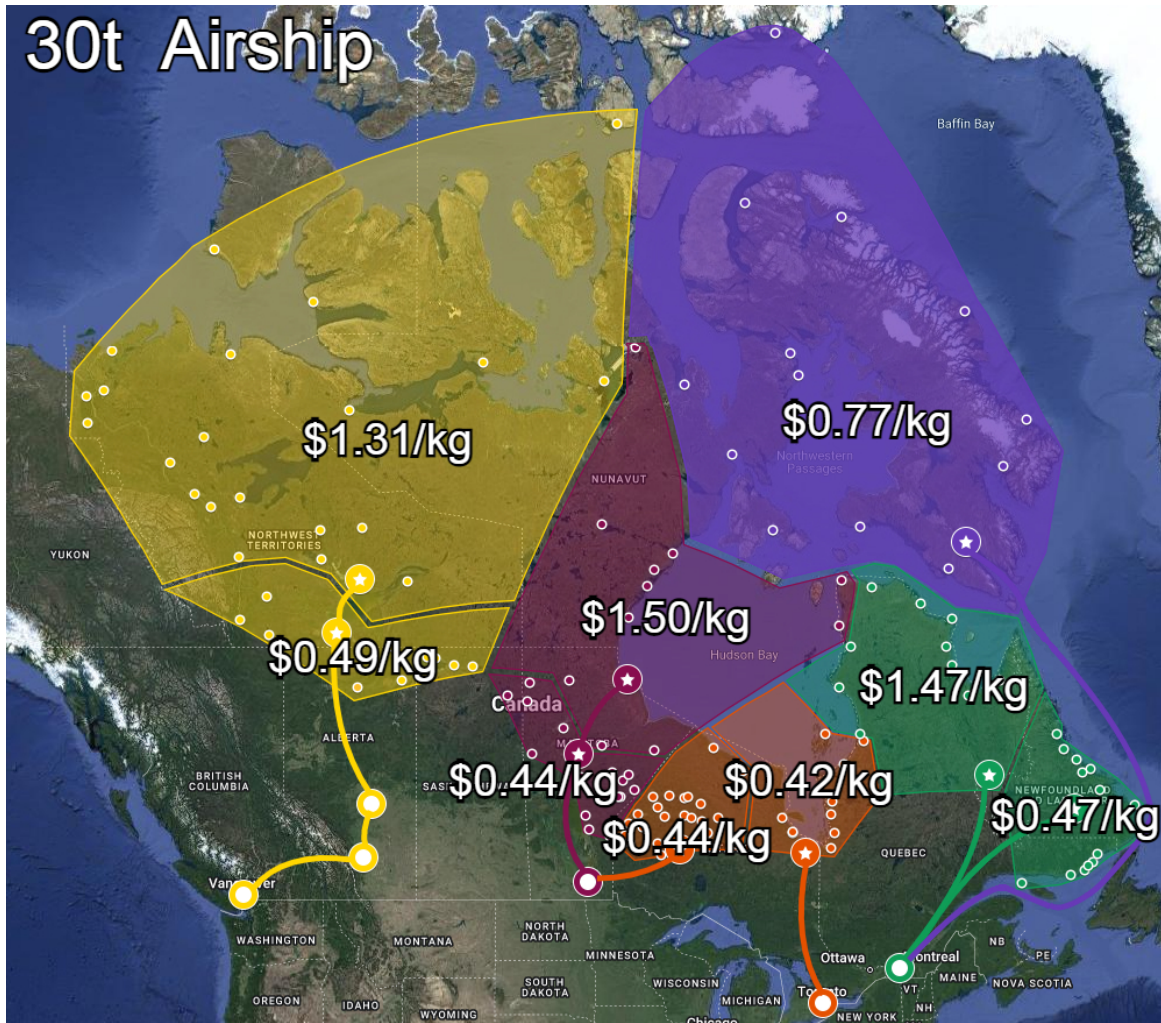 30t Airship
Baffin Bay
$1.31/kg
$0.77/kg
Northwestern
Passages
NUNAVUT
NORTHWEST
TERRITORIES
YUKON
$1.50/kg
$0.49/kg
Hudson Bay
$1.47/kg
Canada
ALBERTA
BRITISH
COLUMBIA
$0.44/kg
$0.42/kg
NEWFOUNDLAND
$0.47/kg
$0.44/kg
QUEBEC
Vancouver
WASHINGTON
MONTANA
NORTH
DAKOTA
MINNESOTA
Ottawa
Montreal
NB
PE
MAINE
NOVA SCOTIA
SOUTH
DAKOTA
WISCONSIN
MICHIGAN
Toronto
VT
NH
OREGON
IDAHO
WYOMING
NEW YORK
Chicago